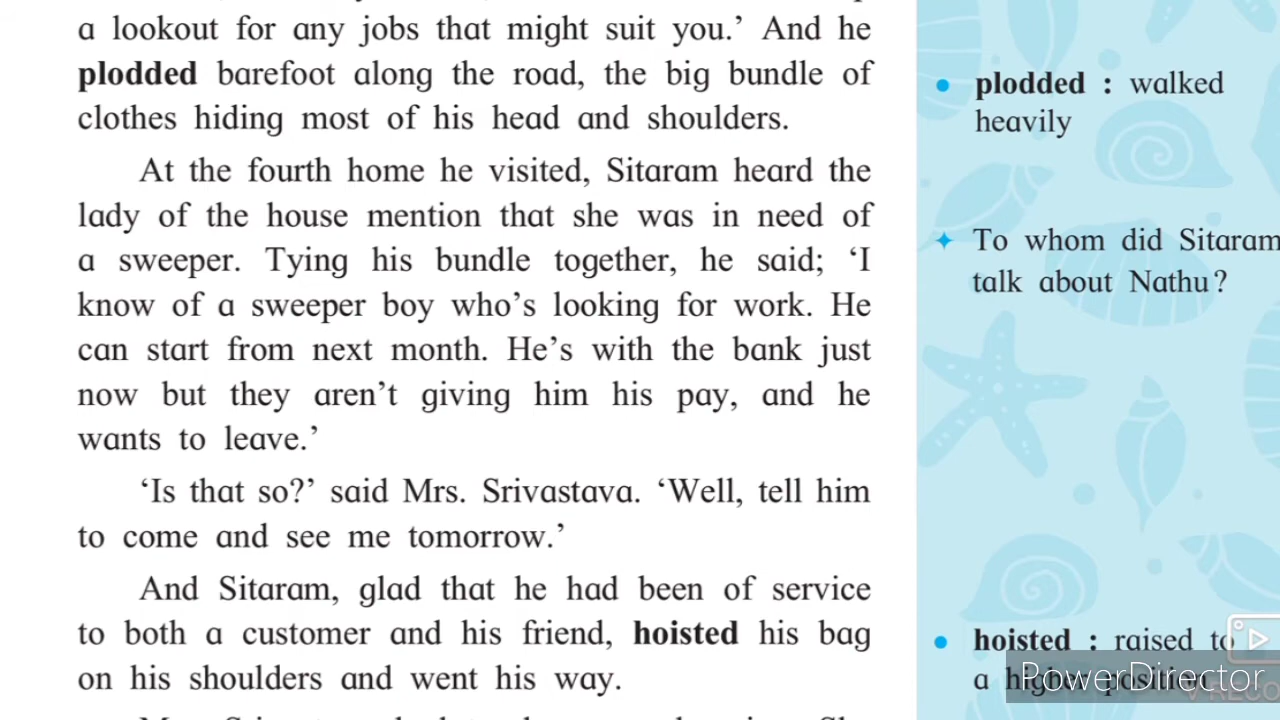 a lookout for any jobs that might suit you.’ And he
plodded barefoot along the road, the big bundle of
clothes hiding most of his head and shoulders.
At the fourth home he visited, Sitaram heard the
lady of the house mention that she was in need of
a sweeper. Tying his bundle together, he said; ‘I
know of a sweeper boy who’s looking for work. He
can start from next month. He’s with the bank just
now but they aren’t giving him his pay, and he
wants to leave.’
‘Is that so?’ said Mrs. Srivastava. ‘Well, tell him
to come and see me tomorrow.’
And Sitaram, glad that he had been of service
to both a customer and his friend, hoisted his bag
on his shoulders and went his way.
• plodded : walked
heavily
✦ To whom did Sitaram
talk about Nathu?
• hoisted : raised to
a higher position
PowerDirector